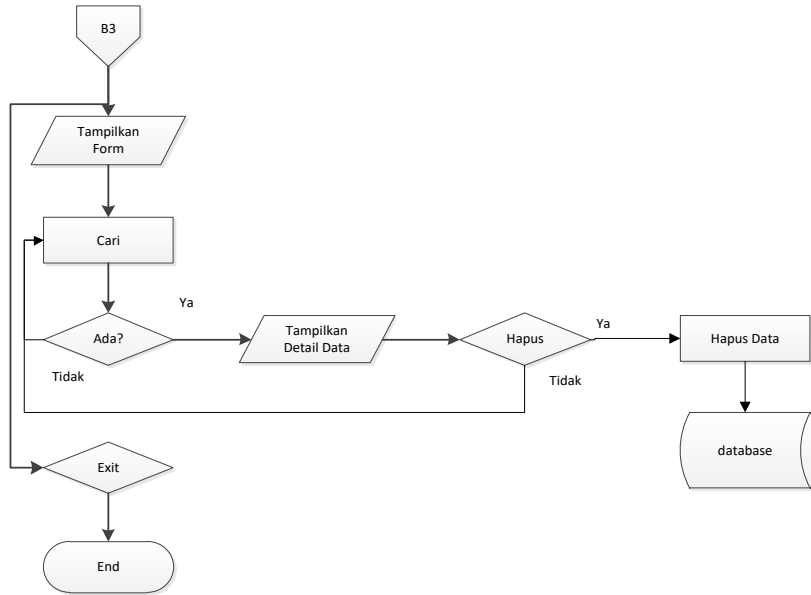 B3
Tampilkan
Form
Cari
Ada?
Ya
Tidak
Tampilkan
Detail Data
Hapus
Ya
Tidak
Hapus Data
database
Exit
End